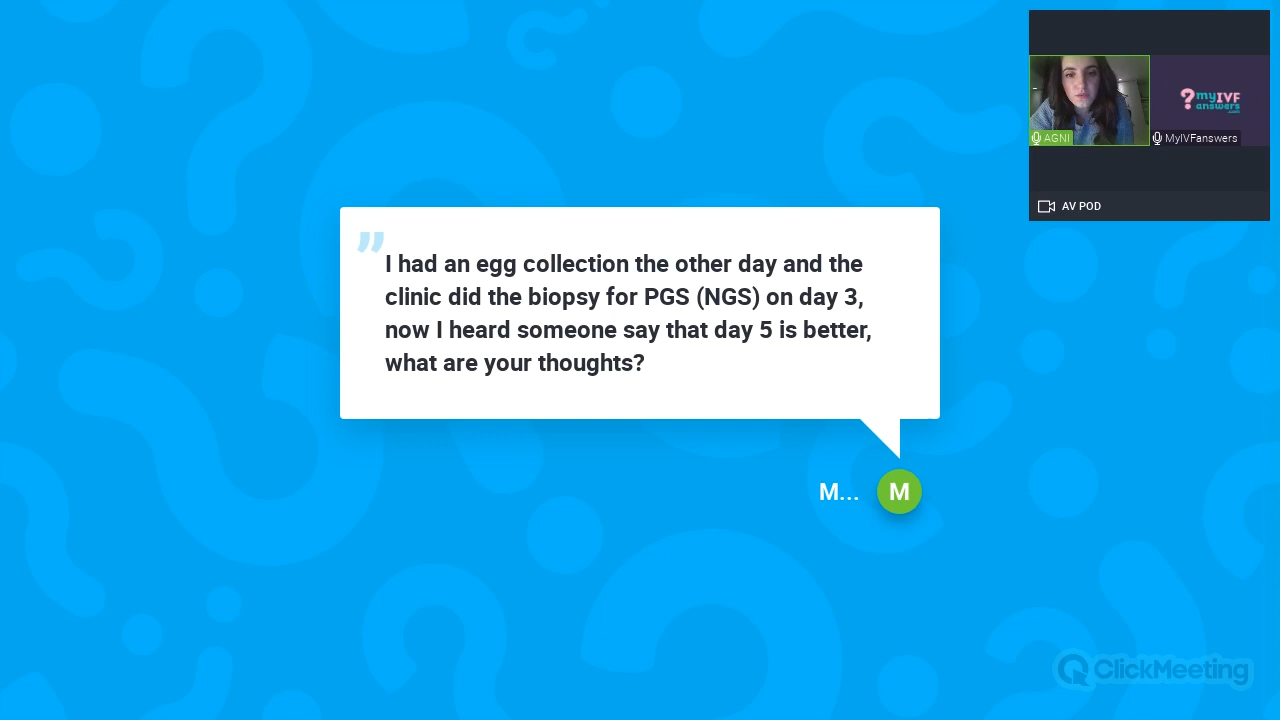 I had an egg collection the other day and the
clinic did the biopsy for PGS (NGS) on day 3,
now I heard someone say that day 5 is better,
what are your thoughts?
M...
M
AGNI
MyIVFanswers
?myIVF
answers
.com
AV POD
ClickMeeting